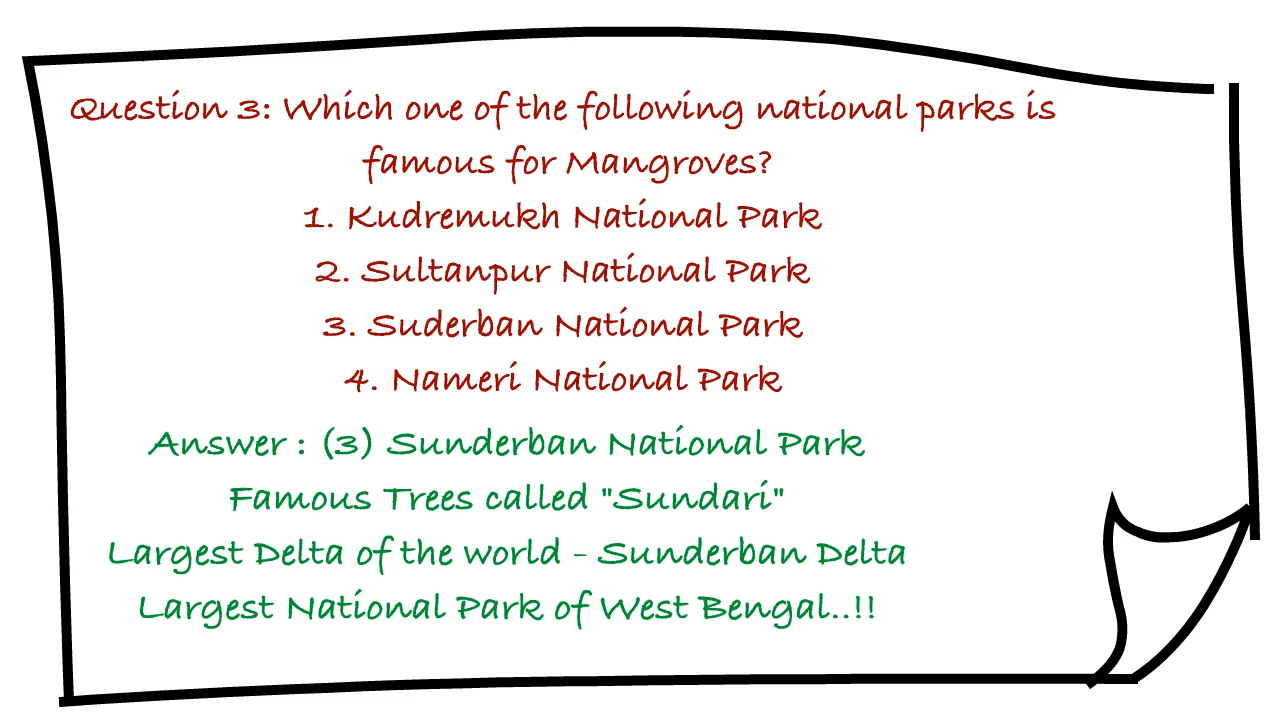 Question 3: Which one of the following national parks is
famous for Mangroves?
1. Kudremukh National Park
2. Sultanpur National Park
3. Suderban National Park
4. Nameri National Park
Answer : (3) Sunderban National Park
Famous Trees called "Sundari"
Largest Delta of the world - Sunderban Delta
Largest National Park of West Bengal..!!